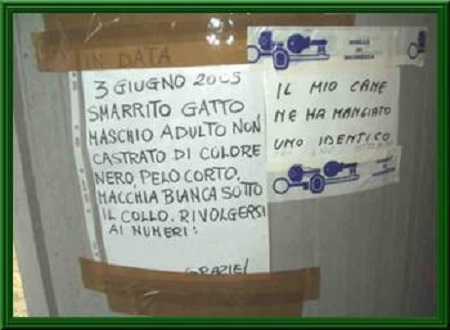 IN DATA
3 GIUGNO 2005
SMARRITO GATTO
MASCHIO ADULTO NON
CASTRATO DI COLORE
NERO, PELO CORTO,
MACCHIA BIANCA SOTTO
IL COLLO. RIVOLGERSI
AI NUMERI:
GRAZIE!
IL MIO CANE
NE HA MANGIATO
UNO IDENTICO